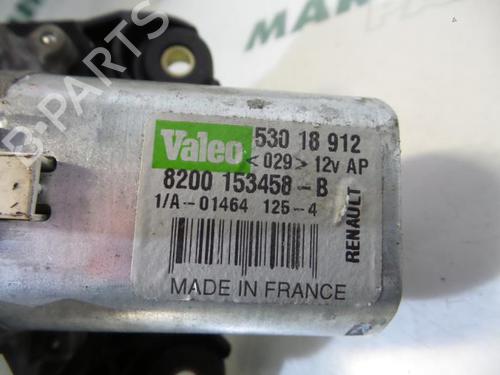 Valeo 530 18 912
<029> 12v AP
8200 153458-B
1/A-01464 125-4
RENAULT
MADE IN FRANCE
B-PARTS